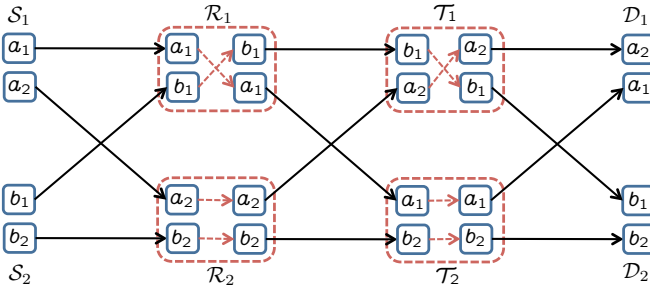 𝒮₁ ℛ₁ 𝒯₁ 𝒟₁
a₁ a₁ b₁ b₁ a₂ a₂
a₂ b₁ a₁ a₂ b₁ a₁
b₁ a₂ a₂ a₁ a₁ b₁
b₂ b₂ b₂ b₂ b₂ b₂
𝒮₂ ℛ₂ 𝒯₂ 𝒟₂